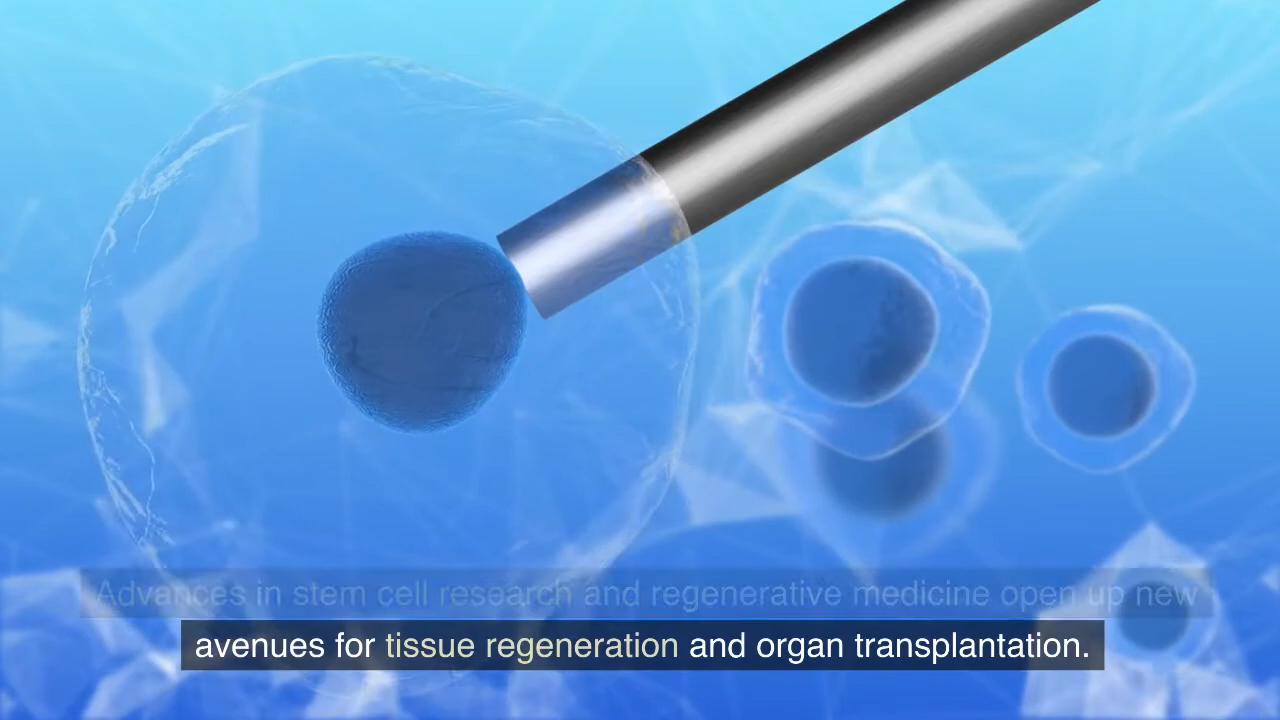 Advances in stem cell research and regenerative medicine open up new
avenues for tissue regeneration and organ transplantation.